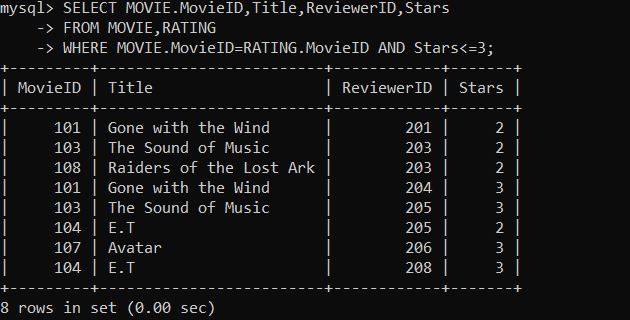 mysql> SELECT MOVIE.MovieID,Title,ReviewerID,Stars
    -> FROM MOVIE,RATING
    -> WHERE MOVIE.MovieID=RATING.MovieID AND Stars<=3;
+---------+-------------------------+------------+-------+
| MovieID | Title                   | ReviewerID | Stars |
+---------+-------------------------+------------+-------+
|     101 | Gone with the Wind      |        201 |     2 |
|     103 | The Sound of Music      |        203 |     2 |
|     108 | Raiders of the Lost Ark |        203 |     2 |
|     101 | Gone with the Wind      |        204 |     3 |
|     103 | The Sound of Music      |        205 |     3 |
|     104 | E.T                     |        205 |     2 |
|     107 | Avatar                  |        206 |     3 |
|     104 | E.T                     |        208 |     3 |
+---------+-------------------------+------------+-------+
8 rows in set (0.00 sec)